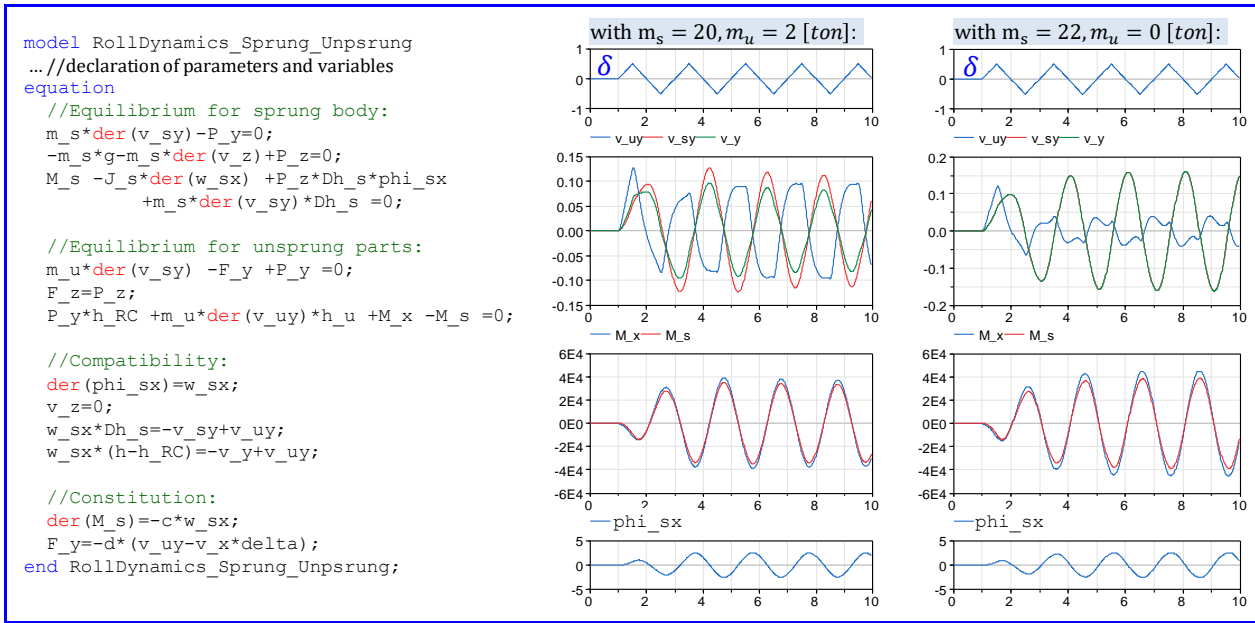 model RollDynamics_Sprung_Unpsrung
… //declaration of parameters and variables
equation
//Equilibrium for sprung body:
m_s*der(v_sy)-P_y=0;
-m_s*g-m_s*der(v_z)+P_z=0;
M_s -J_s*der(w_sx) +P_z*Dh_s*phi_sx
+m_s*der(v_sy)*Dh_s =0;
//Equilibrium for unsprung parts:
m_u*der(v_sy) -F_y +P_y =0;
F_z=P_z;
P_y*h_RC +m_u*der(v_uy)*h_u +M_x -M_s =0;
//Compatibility:
der(phi_sx)=w_sx;
v_z=0;
w_sx*Dh_s=-v_sy+v_uy;
w_sx*(h-h_RC)=-v_y+v_uy;
//Constitution:
der(M_s)=-c*w_sx;
F_y=-d*(v_uy-v_x*delta);
end RollDynamics_Sprung_Unpsrung;
with m_s = 20, m_u = 2 [ton]:
δ
1
0
-1
0 2 4 6 8 10
v_uy v_sy v_y
0.15
0.10
0.05
0.00
-0.05
-0.10
-0.15
0 2 4 6 8 10
M_x M_s
6E4
4E4
2E4
0E0
-2E4
-4E4
-6E4
0 2 4 6 8 10
phi_sx
5
0
-5
0 2 4 6 8 10
with m_s = 22, m_u = 0 [ton]:
δ
1
0
-1
0 2 4 6 8 10
v_uy v_sy v_y
0.2
0.1
0.0
-0.1
-0.2
0 2 4 6 8 10
M_x M_s
6E4
4E4
2E4
0E0
-2E4
-4E4
-6E4
0 2 4 6 8 10
phi_sx
5
0
-5
0 2 4 6 8 10